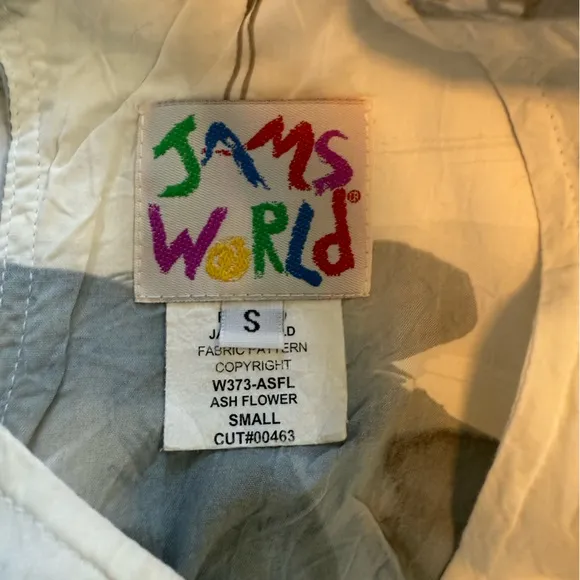 JAMS
WORLD
®
S
FABRIC PATTERN
COPYRIGHT
W373-ASFL
ASH FLOWER
SMALL
CUT#00463